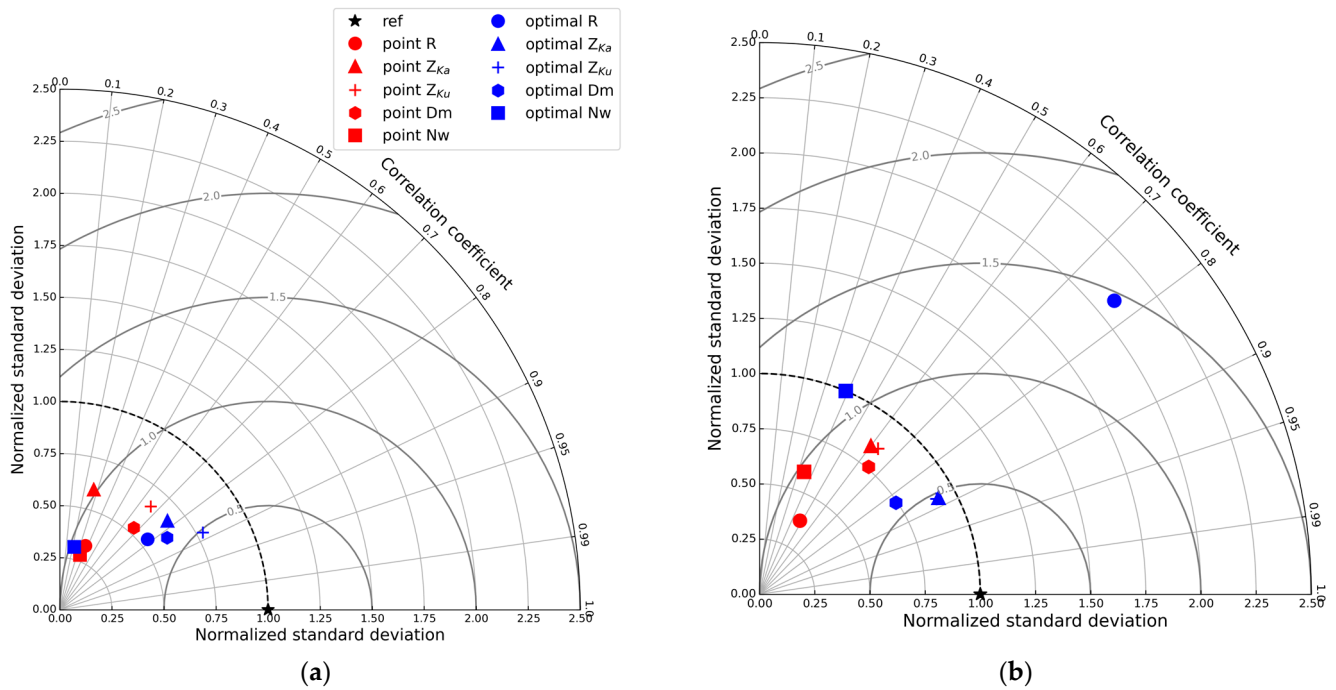 ref
point R
point Z_Ka
point Z_Ku
point Dm
point Nw
optimal R
optimal Z_Ka
optimal Z_Ku
optimal Dm
optimal Nw
0.0
0.1
0.2
0.3
0.4
0.5
0.6
0.7
0.8
0.9
0.95
0.99
1.0
Correlation coefficient
2.50
2.25
2.00
1.75
1.50
1.25
1.00
0.75
0.50
0.25
0.00
Normalized standard deviation
2.5
2.0
1.5
1.0
0.5
0.00 0.25 0.50 0.75 1.00 1.25 1.50 1.75 2.00 2.25 2.50
Normalized standard deviation
(a)
0.0
0.1
0.2
0.3
0.4
0.5
0.6
0.7
0.8
0.9
0.95
0.99
1.0
Correlation coefficient
2.50
2.25
2.00
1.75
1.50
1.25
1.00
0.75
0.50
0.25
0.00
Normalized standard deviation
2.5
2.0
1.5
1.0
0.5
0.00 0.25 0.50 0.75 1.00 1.25 1.50 1.75 2.00 2.25 2.50
Normalized standard deviation
(b)